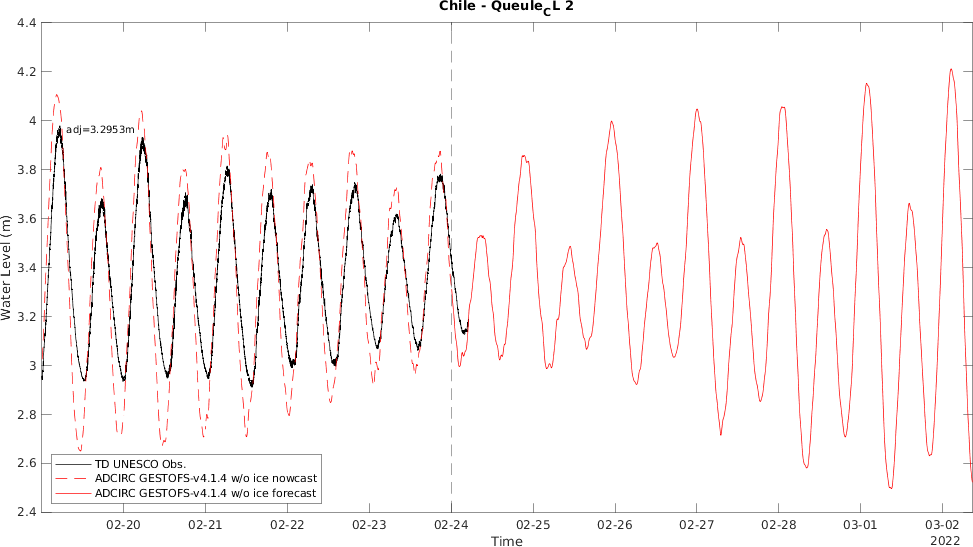 Chile - Queule_CL 2
4.4
4.2
4
3.8
3.6
3.4
3.2
3
2.8
2.6
2.4
Water Level (m)
adj=3.2953m
TD UNESCO Obs.
ADCIRC GESTOFS-v4.1.4 w/o ice nowcast
ADCIRC GESTOFS-v4.1.4 w/o ice forecast
02-20 02-21 02-22 02-23 02-24 02-25 02-26 02-27 02-28 03-01 03-02
Time
2022